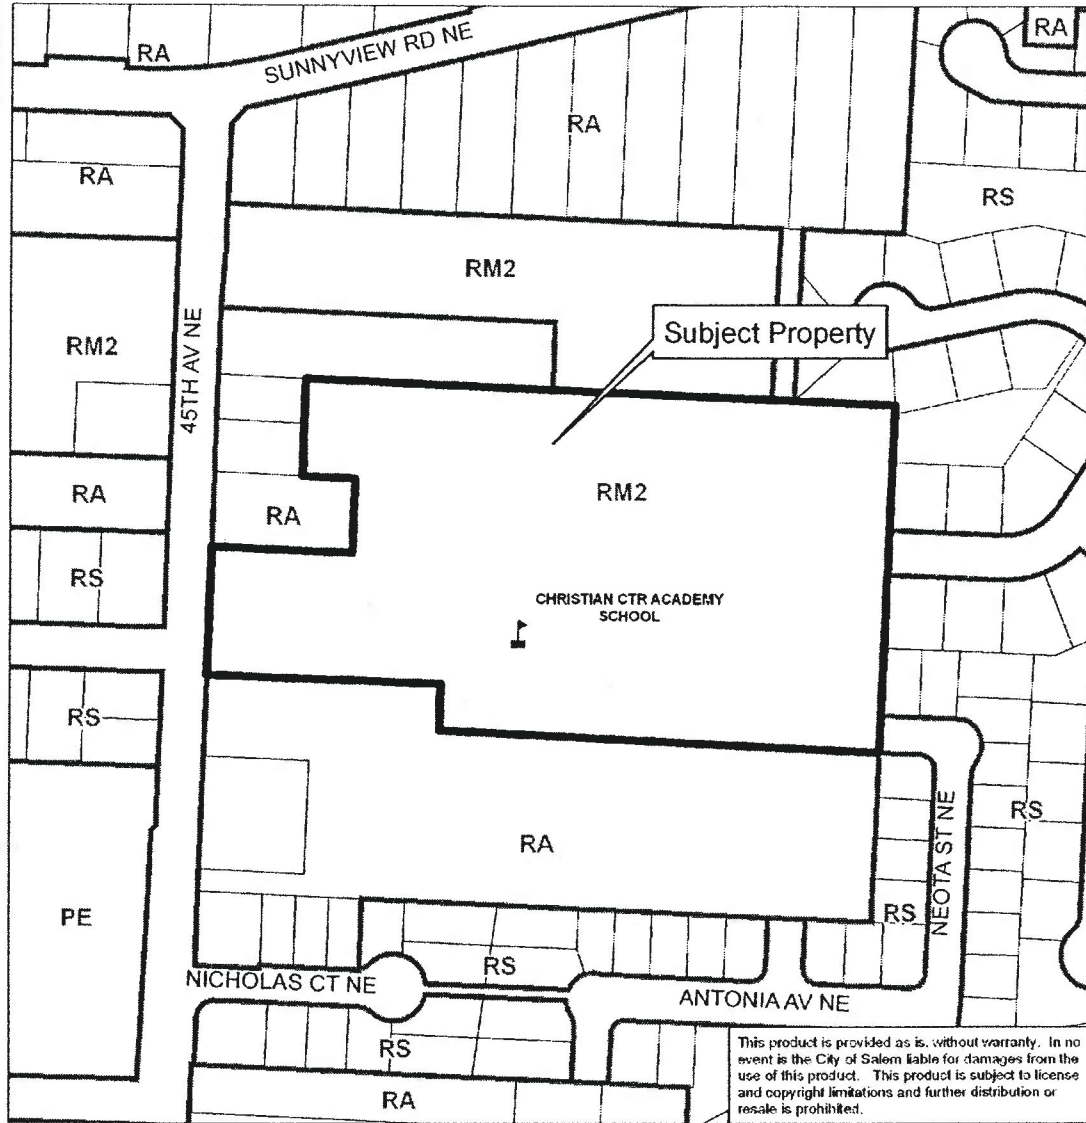 RA
SUNNYVIEW RD NE
RA
RA
RA
RS
RM2
Subject Property
RM2
45TH AV NE
RM2
RA
RA
RS
CHRISTIAN CTR ACADEMY
SCHOOL
RS
RA
RS
NEOTA ST NE
PE
RS
RS
NICHOLAS CT NE
ANTONIA AV NE
RS
RA
This product is provided as is, without warranty. In no
event is the City of Salem liable for damages from the
use of this product. This product is subject to license
and copyright limitations and further distribution or
resale is prohibited.